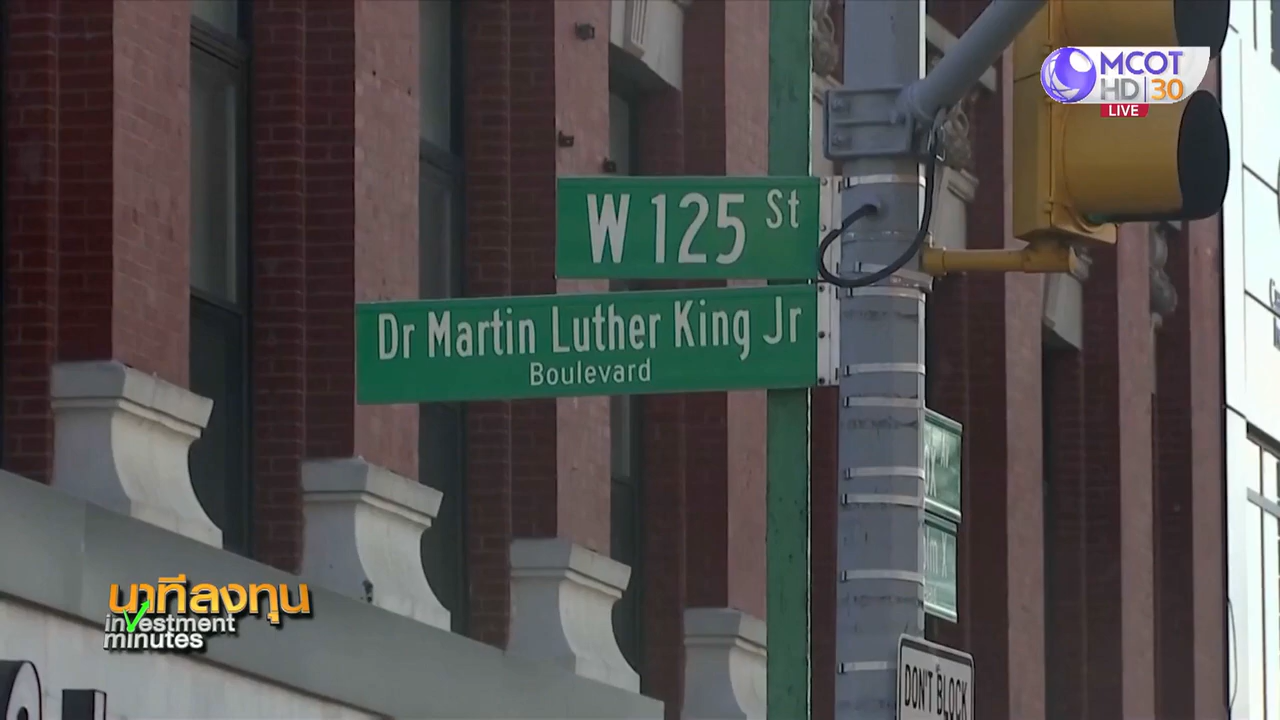 MCOT
HD 30
LIVE
W 125 St
Dr Martin Luther King Jr
Boulevard
นาทีลงทุน
investment
minutes
DON'T BLOCK